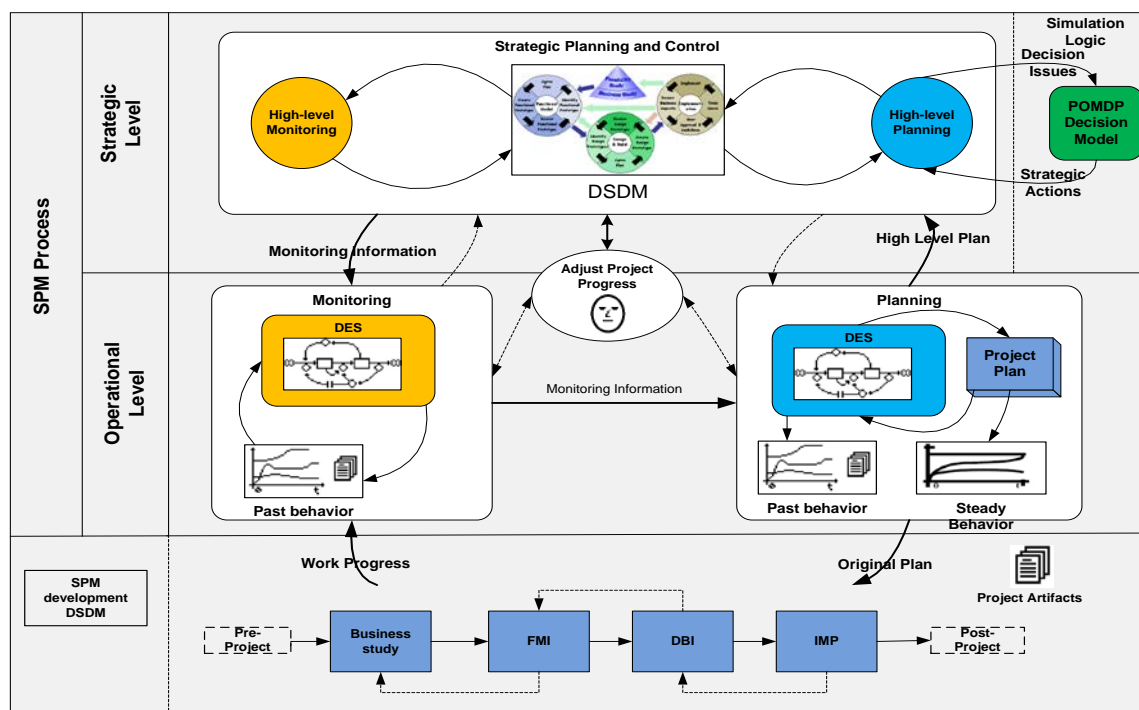 Simulation
Logic
Strategic Planning and Control
Decision
Issues
High-level
Monitoring
High-level
Planning
POMDP
Decision
Model
Strategic
Actions
DSDM
Strategic
Level
SPM Process
Monitoring Information
High Level Plan
Adjust Project
Progress
Operational
Level
Monitoring
DES
Past behavior
Monitoring Information
Planning
DES
Project
Plan
Past behavior
Steady
Behavior
Work Progress
Original Plan
Project Artifacts
SPM
development
DSDM
Pre-
Project
Business
study
FMI
DBI
IMP
Post-
Project